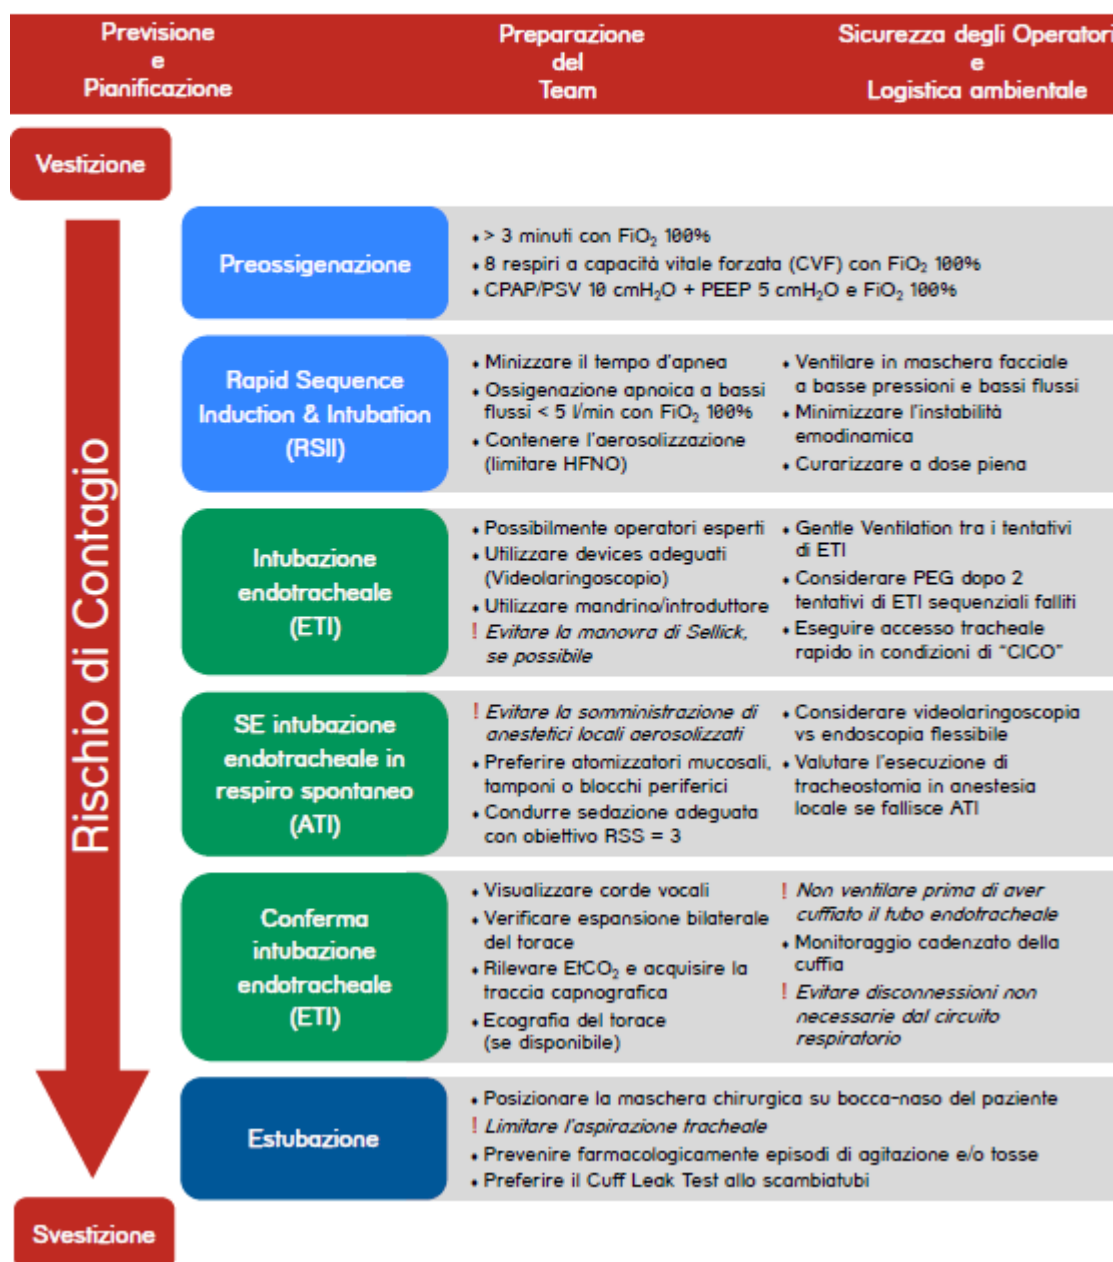 Previsione
e
Pianificazione
Preparazione
del
Team
Sicurezza degli Operatori
e
Logistica ambientale
Vestizione
Rischio di Contagio
Preossigenazione
♦ > 3 minuti con FiO₂ 100%
♦ 8 respiri a capacità vitale forzata (CVF) con FiO₂ 100%
♦ CPAP/PSV 10 cmH₂O + PEEP 5 cmH₂O e FiO₂ 100%
Rapid Sequence
Induction & Intubation
(RSII)
♦ Minizzare il tempo d'apnea
♦ Ossigenazione apnoica a bassi
flussi < 5 l/min con FiO₂ 100%
♦ Contenere l'aerosolizzazione
(limitare HFNO)
♦ Ventilare in maschera facciale
a basse pressioni e bassi flussi
♦ Minimizzare l'instabilità
emodinamica
♦ Curarizzare a dose piena
Intubazione
endotracheale
(ETI)
♦ Possibilmente operatori esperti
♦ Utilizzare devices adeguati
(Videolaringoscopio)
♦ Utilizzare mandrino/introduttore
! Evitare la manovra di Sellick,
se possibile
♦ Gentle Ventilation tra i tentativi
di ETI
♦ Considerare PEG dopo 2
tentativi di ETI sequenziali falliti
♦ Eseguire accesso tracheale
rapido in condizioni di “CICO”
SE intubazione
endotracheale in
respiro spontaneo
(ATI)
! Evitare la somministrazione di
anestetici locali aerosolizzati
♦ Preferire atomizzatori mucosali,
tamponi o blocchi periferici
♦ Condurre sedazione adeguata
con obiettivo RSS = 3
♦ Considerare videolaringoscopia
vs endoscopia flessibile
♦ Valutare l'esecuzione di
tracheostomia in anestesia
locale se fallisce ATI
Conferma
intubazione
endotracheale
(ETI)
♦ Visualizzare corde vocali
♦ Verificare espansione bilaterale
del torace
♦ Rilevare EtCO₂ e acquisire la
traccia capnografica
♦ Ecografia del torace
(se disponibile)
! Non ventilare prima di aver
cuffiato il tubo endotracheale
♦ Monitoraggio cadenzato della
cuffia
! Evitare disconnessioni non
necessarie dal circuito
respiratorio
Estubazione
♦ Posizionare la maschera chirurgica su bocca-naso del paziente
! Limitare l'aspirazione tracheale
♦ Prevenire farmacologicamente episodi di agitazione e/o tosse
♦ Preferire il Cuff Leak Test allo scambiatubi
Svestizione